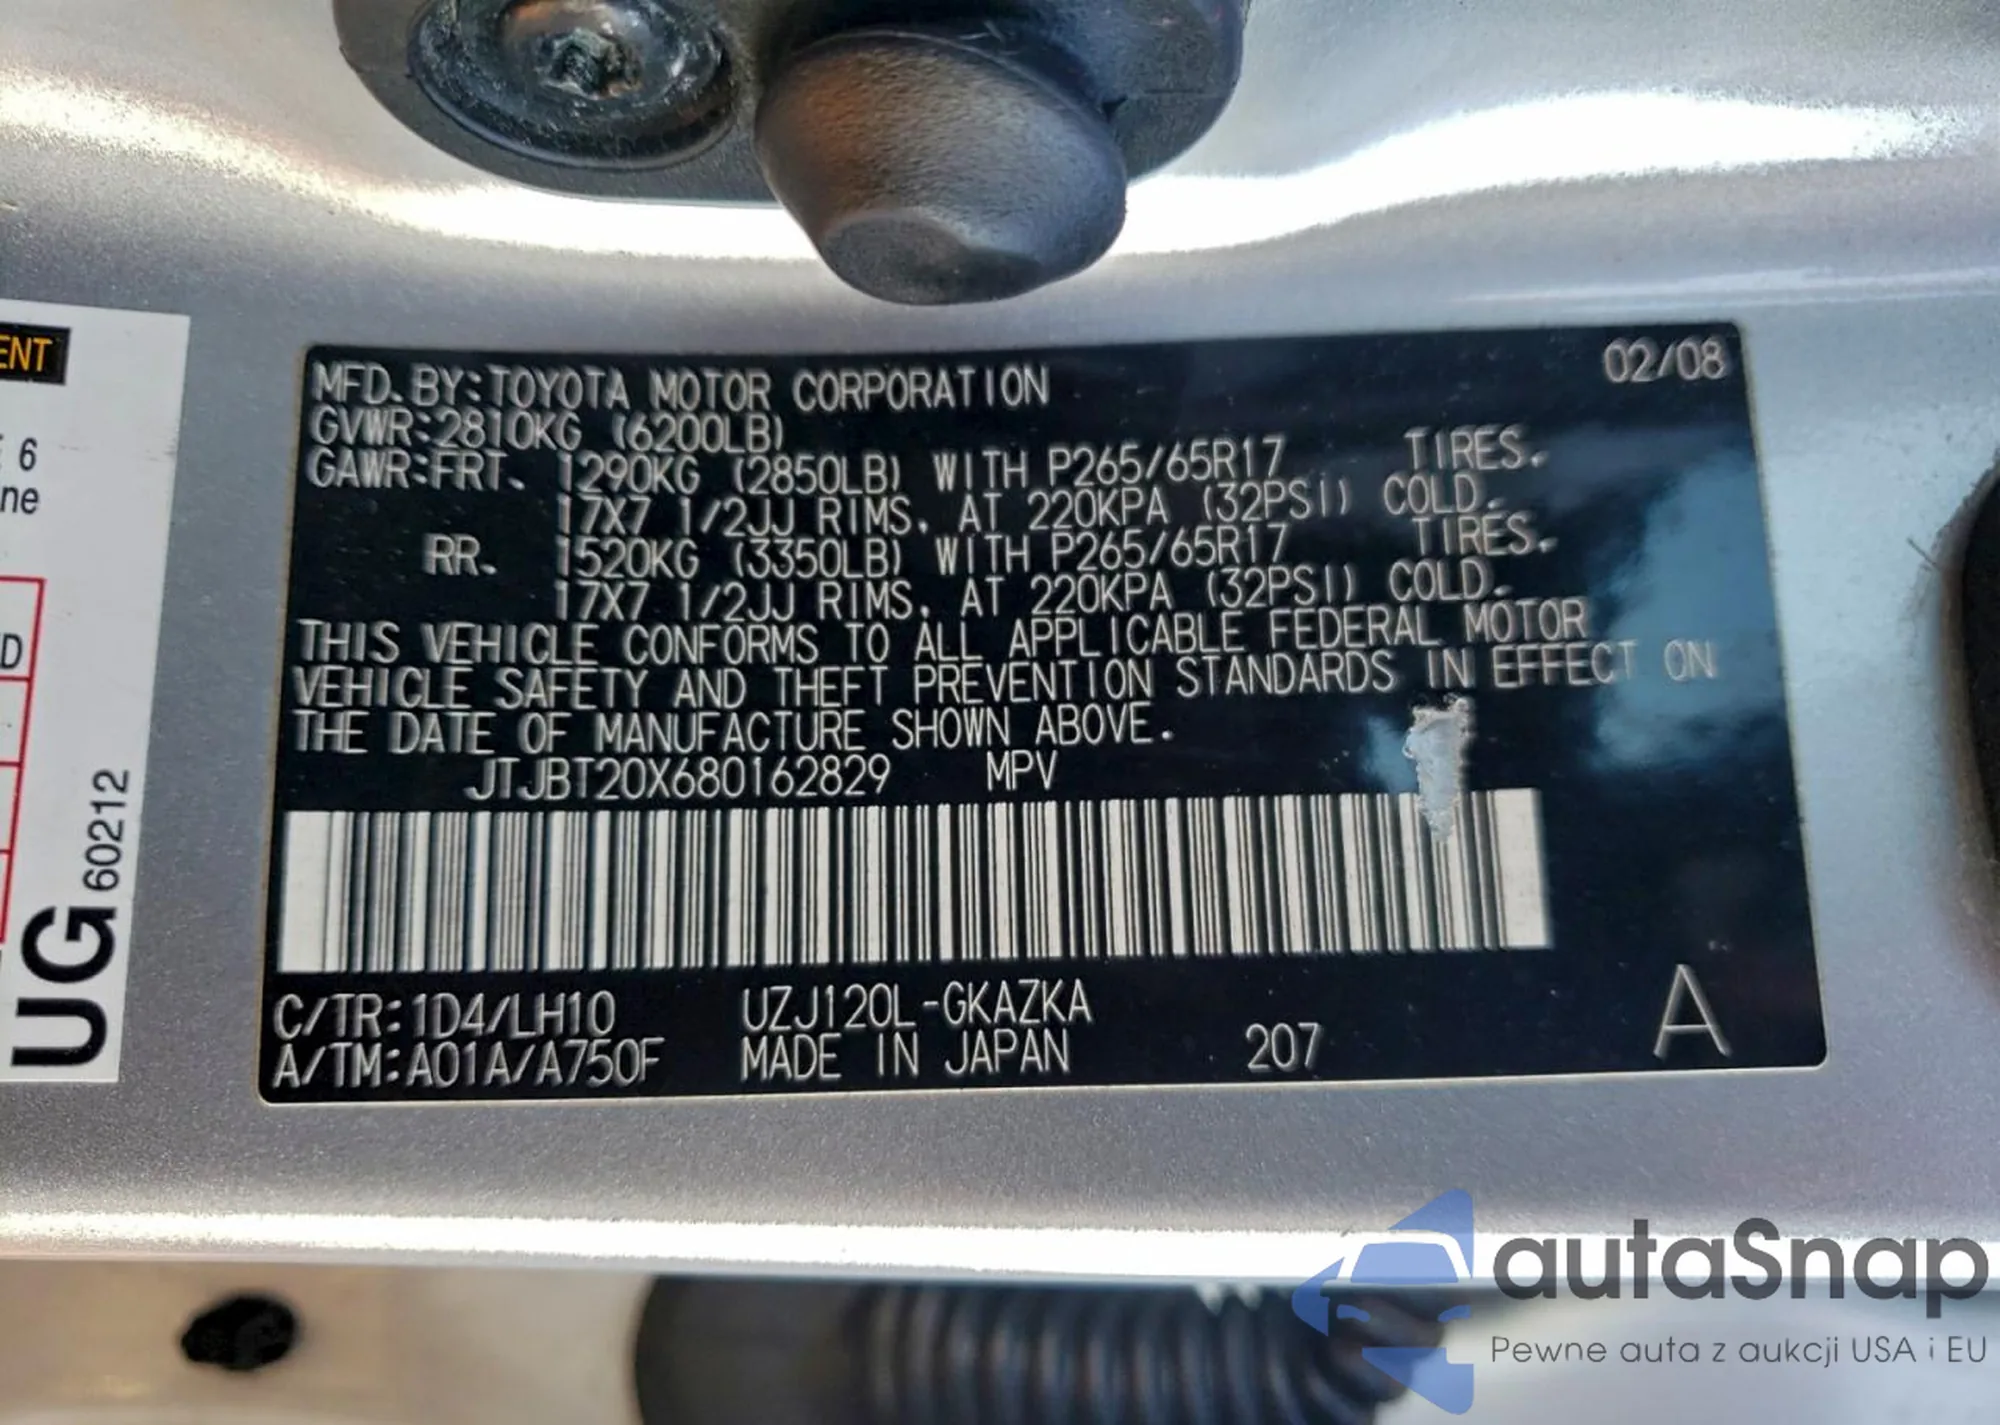 ENT
6
ne
D
UG 60212
MFD. BY: TOYOTA MOTOR CORPORATION 02/08
GVWR: 2810KG (6200LB)
GAWR: FRT. 1290KG (2850LB) WITH P265/65R17 TIRES.
17X7 1/2JJ RIMS. AT 220KPA (32PSI) COLD.
RR. 1520KG (3350LB) WITH P265/65R17 TIRES.
17X7 1/2JJ RIMS. AT 220KPA (32PSI) COLD.
THIS VEHICLE CONFORMS TO ALL APPLICABLE FEDERAL MOTOR
VEHICLE SAFETY AND THEFT PREVENTION STANDARDS IN EFFECT ON
THE DATE OF MANUFACTURE SHOWN ABOVE.
JTJBT20X680162829 MPV
C/TR: 1D4/LH10 UZJ120L-GKAZKA
A/TM: A01A/A750F MADE IN JAPAN 207 A
autaSnap
Pewne auta z aukcji USA i EU